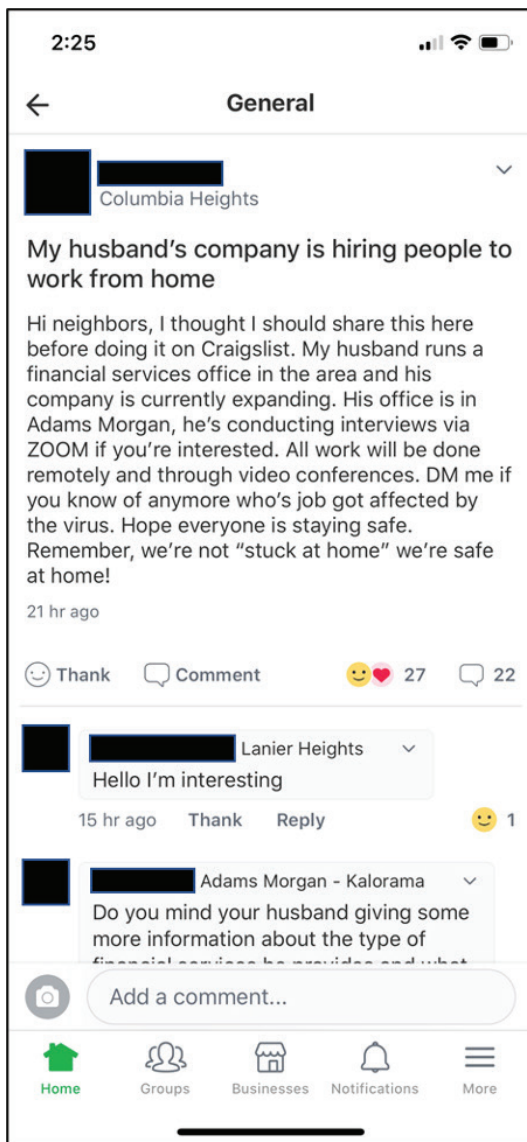 2:25
General
Columbia Heights
My husband’s company is hiring people to
work from home
Hi neighbors, I thought I should share this here
before doing it on Craigslist. My husband runs a
financial services office in the area and his
company is currently expanding. His office is in
Adams Morgan, he’s conducting interviews via
ZOOM if you’re interested. All work will be done
remotely and through video conferences. DM me if
you know of anymore who’s job got affected by
the virus. Hope everyone is staying safe.
Remember, we’re not “stuck at home” we’re safe
at home!
21 hr ago
Thank Comment 27 22
Lanier Heights
Hello I’m interesting
15 hr ago Thank Reply 1
Adams Morgan - Kalorama
Do you mind your husband giving some
more information about the type of
financial services he provides and what
Add a comment...
Home Groups Businesses Notifications More